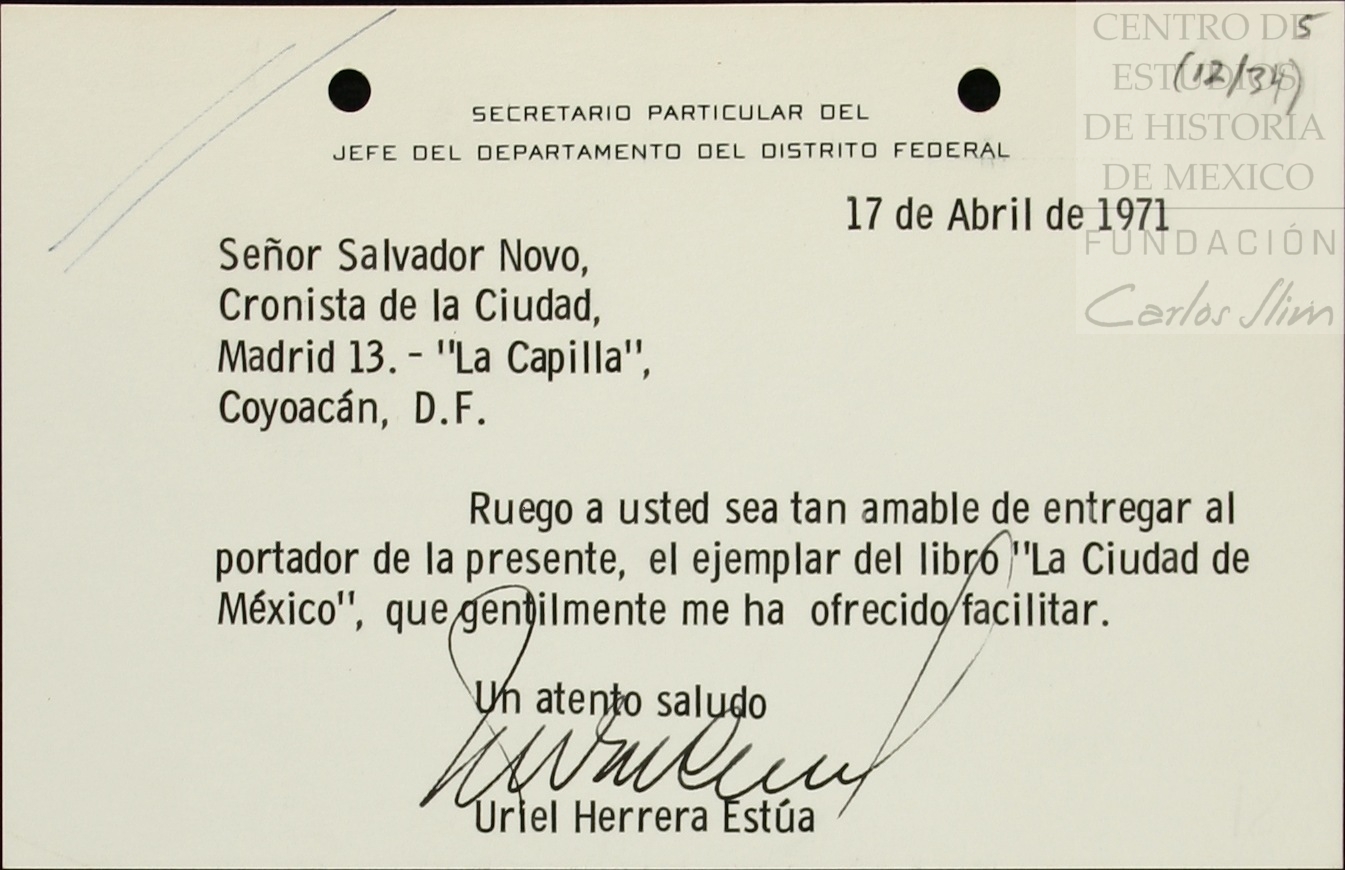 CENTRO DE
ESTUDIOS
DE HISTORIA
DE MEXICO
FUNDACIÓN
Carlos Slim
5
(12/34)
SECRETARIO PARTICULAR DEL
JEFE DEL DEPARTAMENTO DEL DISTRITO FEDERAL
17 de Abril de 1971
Señor Salvador Novo,
Cronista de la Ciudad,
Madrid 13. - "La Capilla",
Coyoacán, D.F.
Ruego a usted sea tan amable de entregar al
portador de la presente, el ejemplar del libro "La Ciudad de
México", que gentilmente me ha ofrecido facilitar.
Un atento saludo
Uriel Herrera Estúa